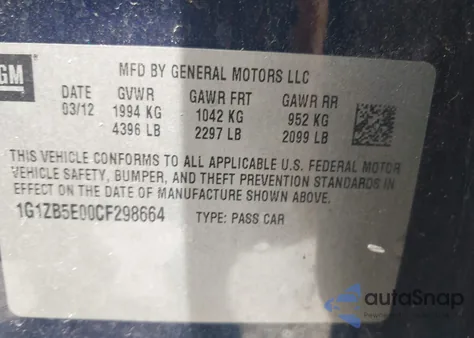 GM
MFD BY GENERAL MOTORS LLC
DATE GVWR GAWR FRT GAWR RR
03/12 1994 KG 1042 KG 952 KG
4396 LB 2297 LB 2099 LB
THIS VEHICLE CONFORMS TO ALL APPLICABLE U.S. FEDERAL MOTOR
VEHICLE SAFETY, BUMPER, AND THEFT PREVENTION STANDARDS IN
EFFECT ON THE DATE OF MANUFACTURE SHOWN ABOVE.
1G1ZB5E00CF298664 TYPE: PASS CAR
autoSnap